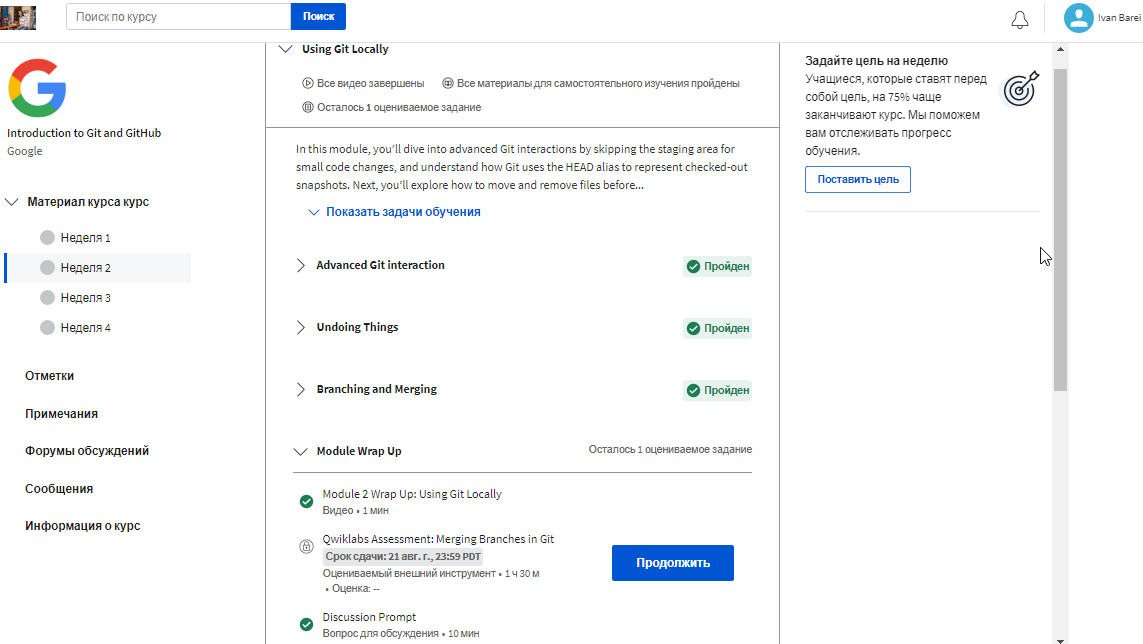 Поиск по курсу
Поиск
Ivan Barei
Introduction to Git and GitHub
Google
Материал курса курс
Неделя 1
Неделя 2
Неделя 3
Неделя 4
Отметки
Примечания
Форумы обсуждений
Сообщения
Информация о курс
Using Git Locally
Все видео завершены
Все материалы для самостоятельного изучения пройдены
Осталось 1 оцениваемое задание
In this module, you’ll dive into advanced Git interactions by skipping the staging area for
small code changes, and understand how Git uses the HEAD alias to represent checked-out
snapshots. Next, you’ll explore how to move and remove files before...
Показать задачи обучения
Advanced Git interaction
Пройден
Undoing Things
Пройден
Branching and Merging
Пройден
Module Wrap Up
Осталось 1 оцениваемое задание
Module 2 Wrap Up: Using Git Locally
Видео • 1 мин
Qwiklabs Assessment: Merging Branches in Git
Срок сдачи: 21 авг. г., 23:59 PDT
Оцениваемый внешний инструмент • 1 ч 30 м
• Оценка: --
Продолжить
Discussion Prompt
Вопрос для обсуждения • 10 мин
Задайте цель на неделю
Учащиеся, которые ставят перед
собой цель, на 75% чаще
заканчивают курс. Мы поможем
вам отслеживать прогресс
обучения.
Поставить цель